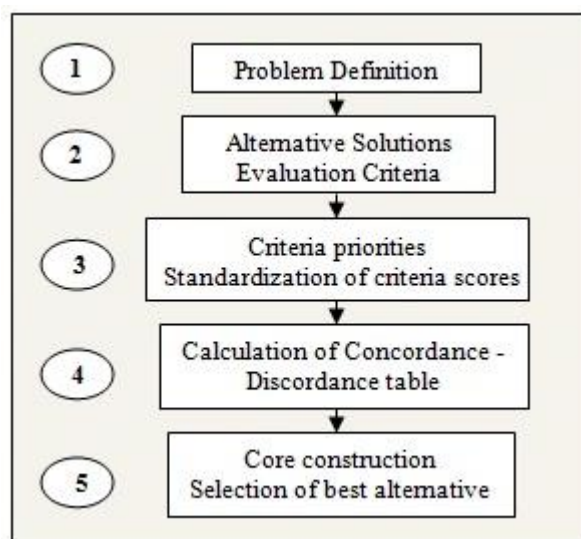 1
Problem Definition
2
Alternative Solutions
Evaluation Criteria
3
Criteria priorities
Standardization of criteria scores
4
Calculation of Concordance -
Discordance table
5
Core construction
Selection of best alternative